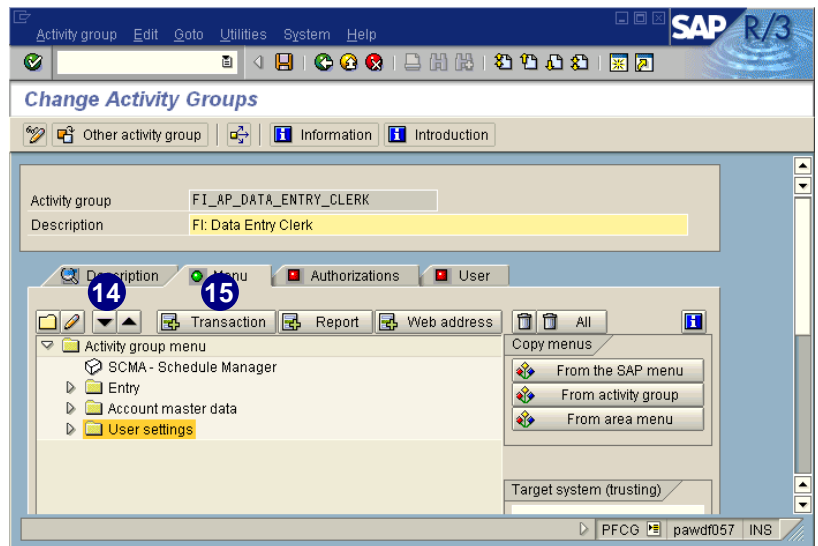 SAP R/3
Activity group Edit Goto Utilities System Help
Change Activity Groups
Other activity group Information Introduction
Activity group FI_AP_DATA_ENTRY_CLERK
Description FI: Data Entry Clerk
Description Menu Authorizations User
14 15
Transaction Report Web address All
Activity group menu
Copy menus
SCMA - Schedule Manager
From the SAP menu
Entry
From activity group
Account master data
From area menu
User settings
Target system (trusting)
PFCG pawdf057 INS